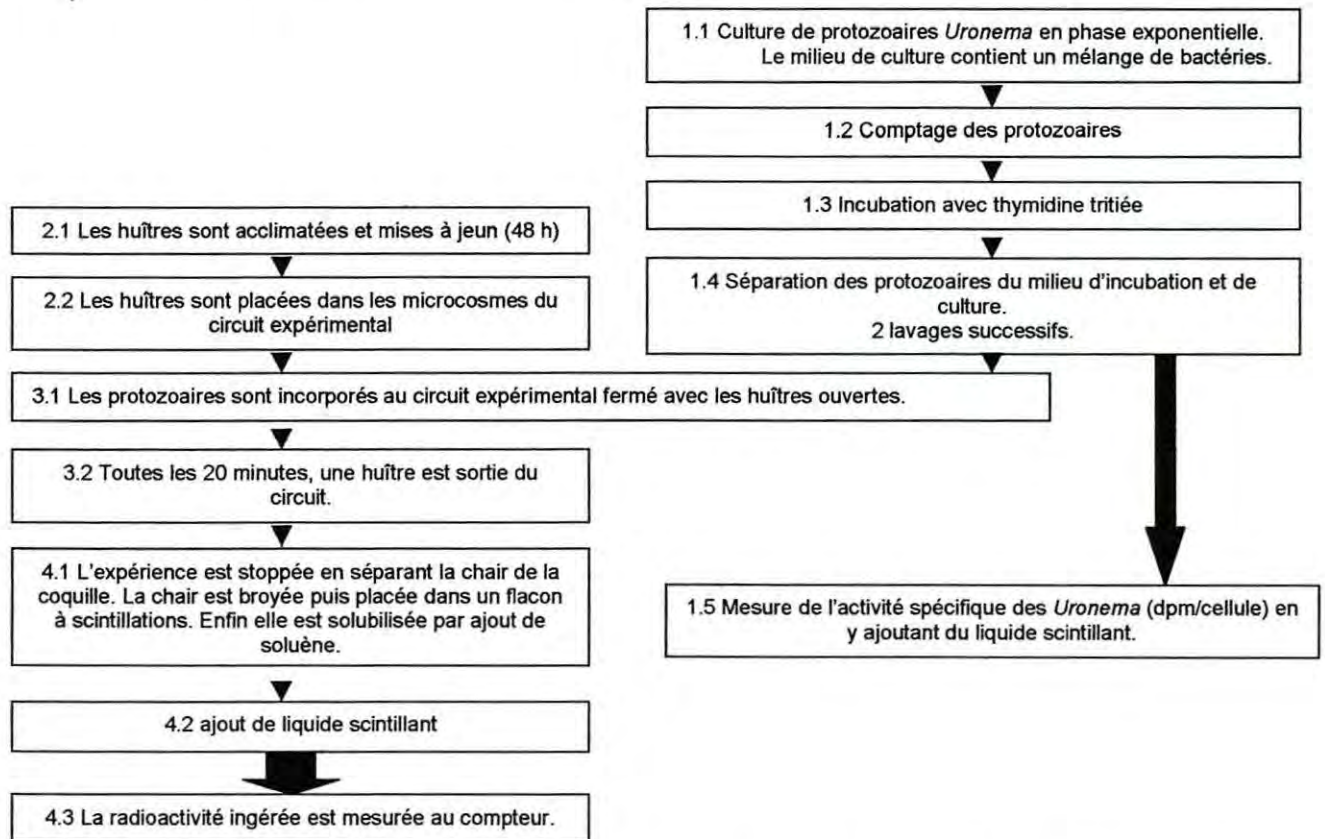 1.1 Culture de protozoaires Uronema en phase exponentielle.
Le milieu de culture contient un mélange de bactéries.
1.2 Comptage des protozoaires
1.3 Incubation avec thymidine tritiée
2.1 Les huîtres sont acclimatées et mises à jeun (48 h)
1.4 Séparation des protozoaires du milieu d'incubation et de
culture.
2 lavages successifs.
2.2 Les huîtres sont placées dans les microcosmes du
circuit expérimental
3.1 Les protozoaires sont incorporés au circuit expérimental fermé avec les huîtres ouvertes.
3.2 Toutes les 20 minutes, une huître est sortie du
circuit.
4.1 L'expérience est stoppée en séparant la chair de la
coquille. La chair est broyée puis placée dans un flacon
à scintillations. Enfin elle est solubilisée par ajout de
soluène.
1.5 Mesure de l'activité spécifique des Uronema (dpm/cellule) en
y ajoutant du liquide scintillant.
4.2 ajout de liquide scintillant
4.3 La radioactivité ingérée est mesurée au compteur.